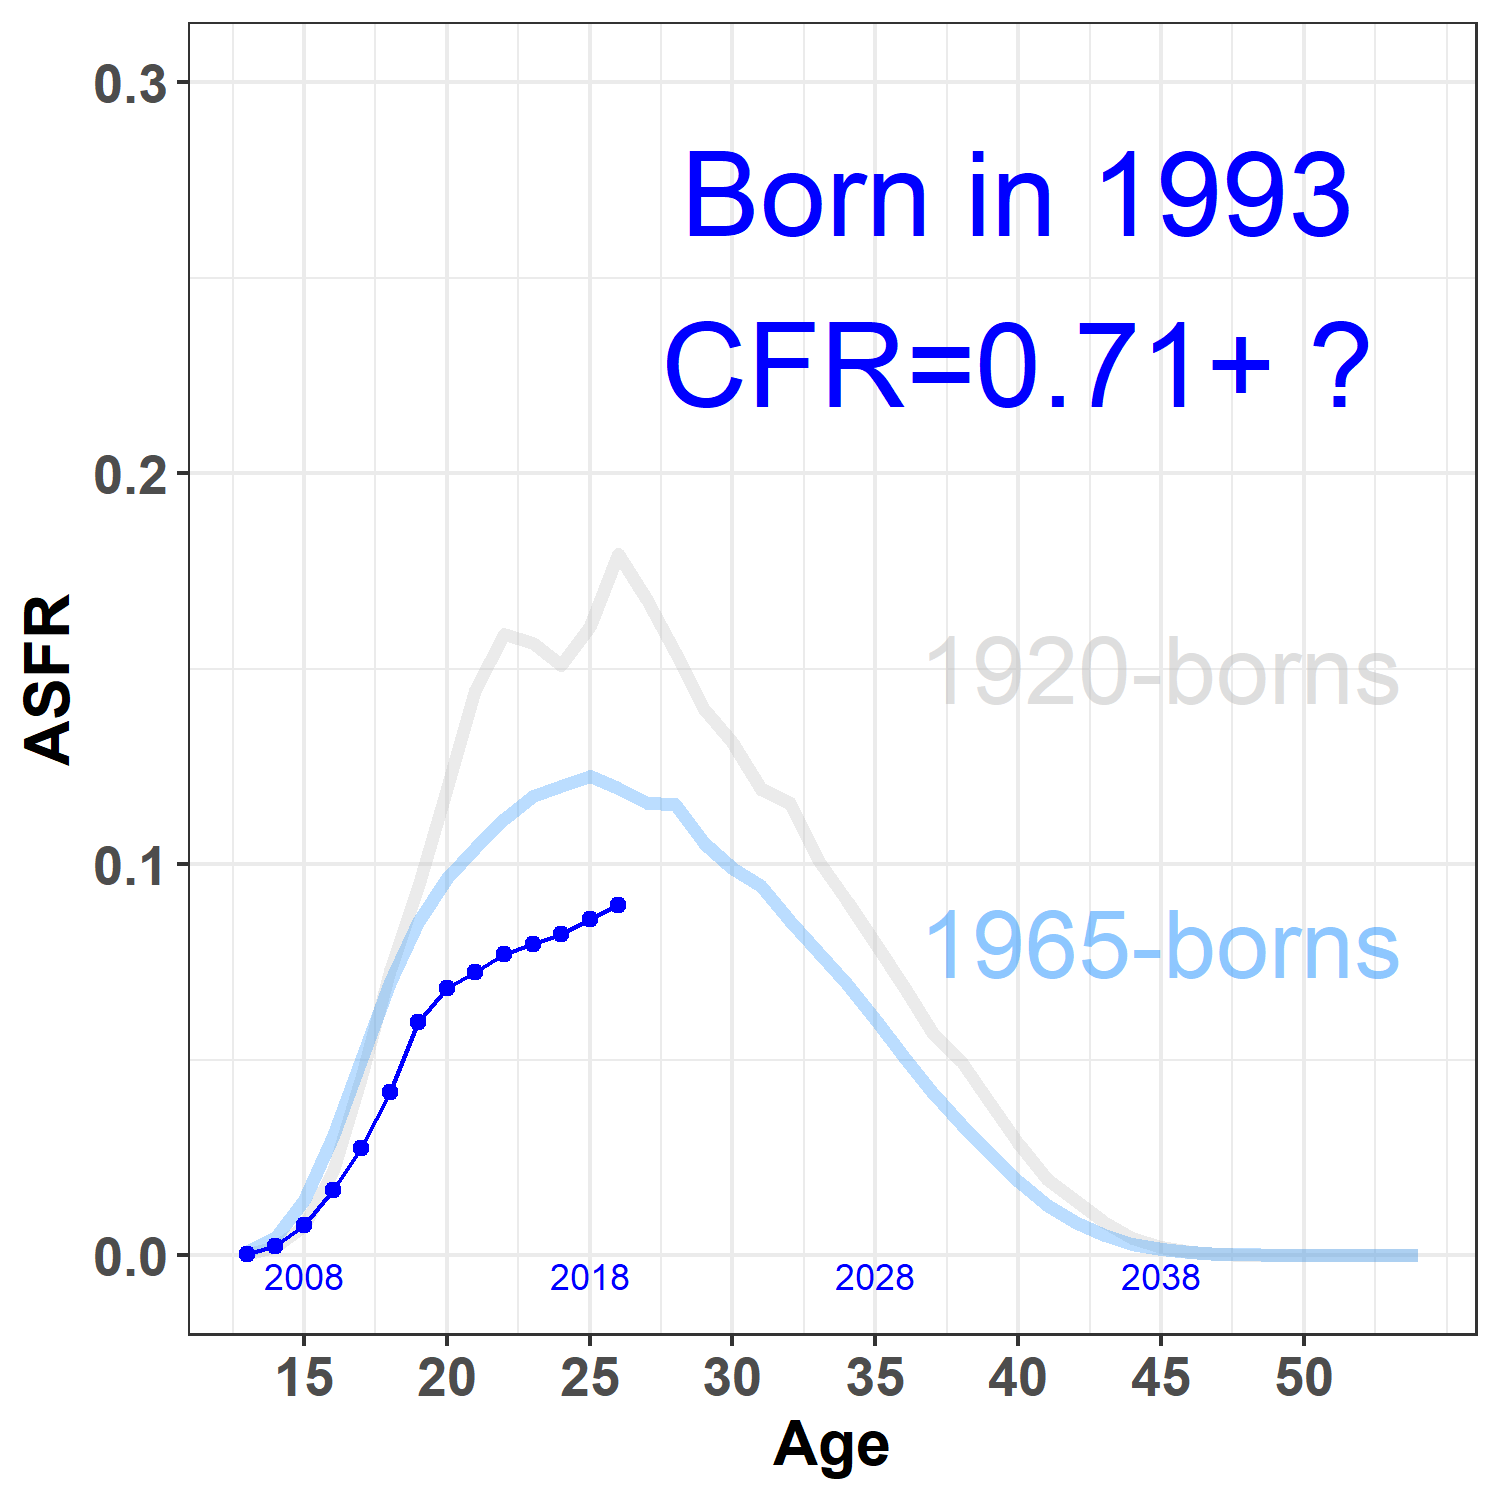 0.3
Born in 1993
CFR=0.71+ ?
0.2
1920-borns
ASFR
0.1
1965-borns
0.0
2008 2018 2028 2038
15 20 25 30 35 40 45 50
Age